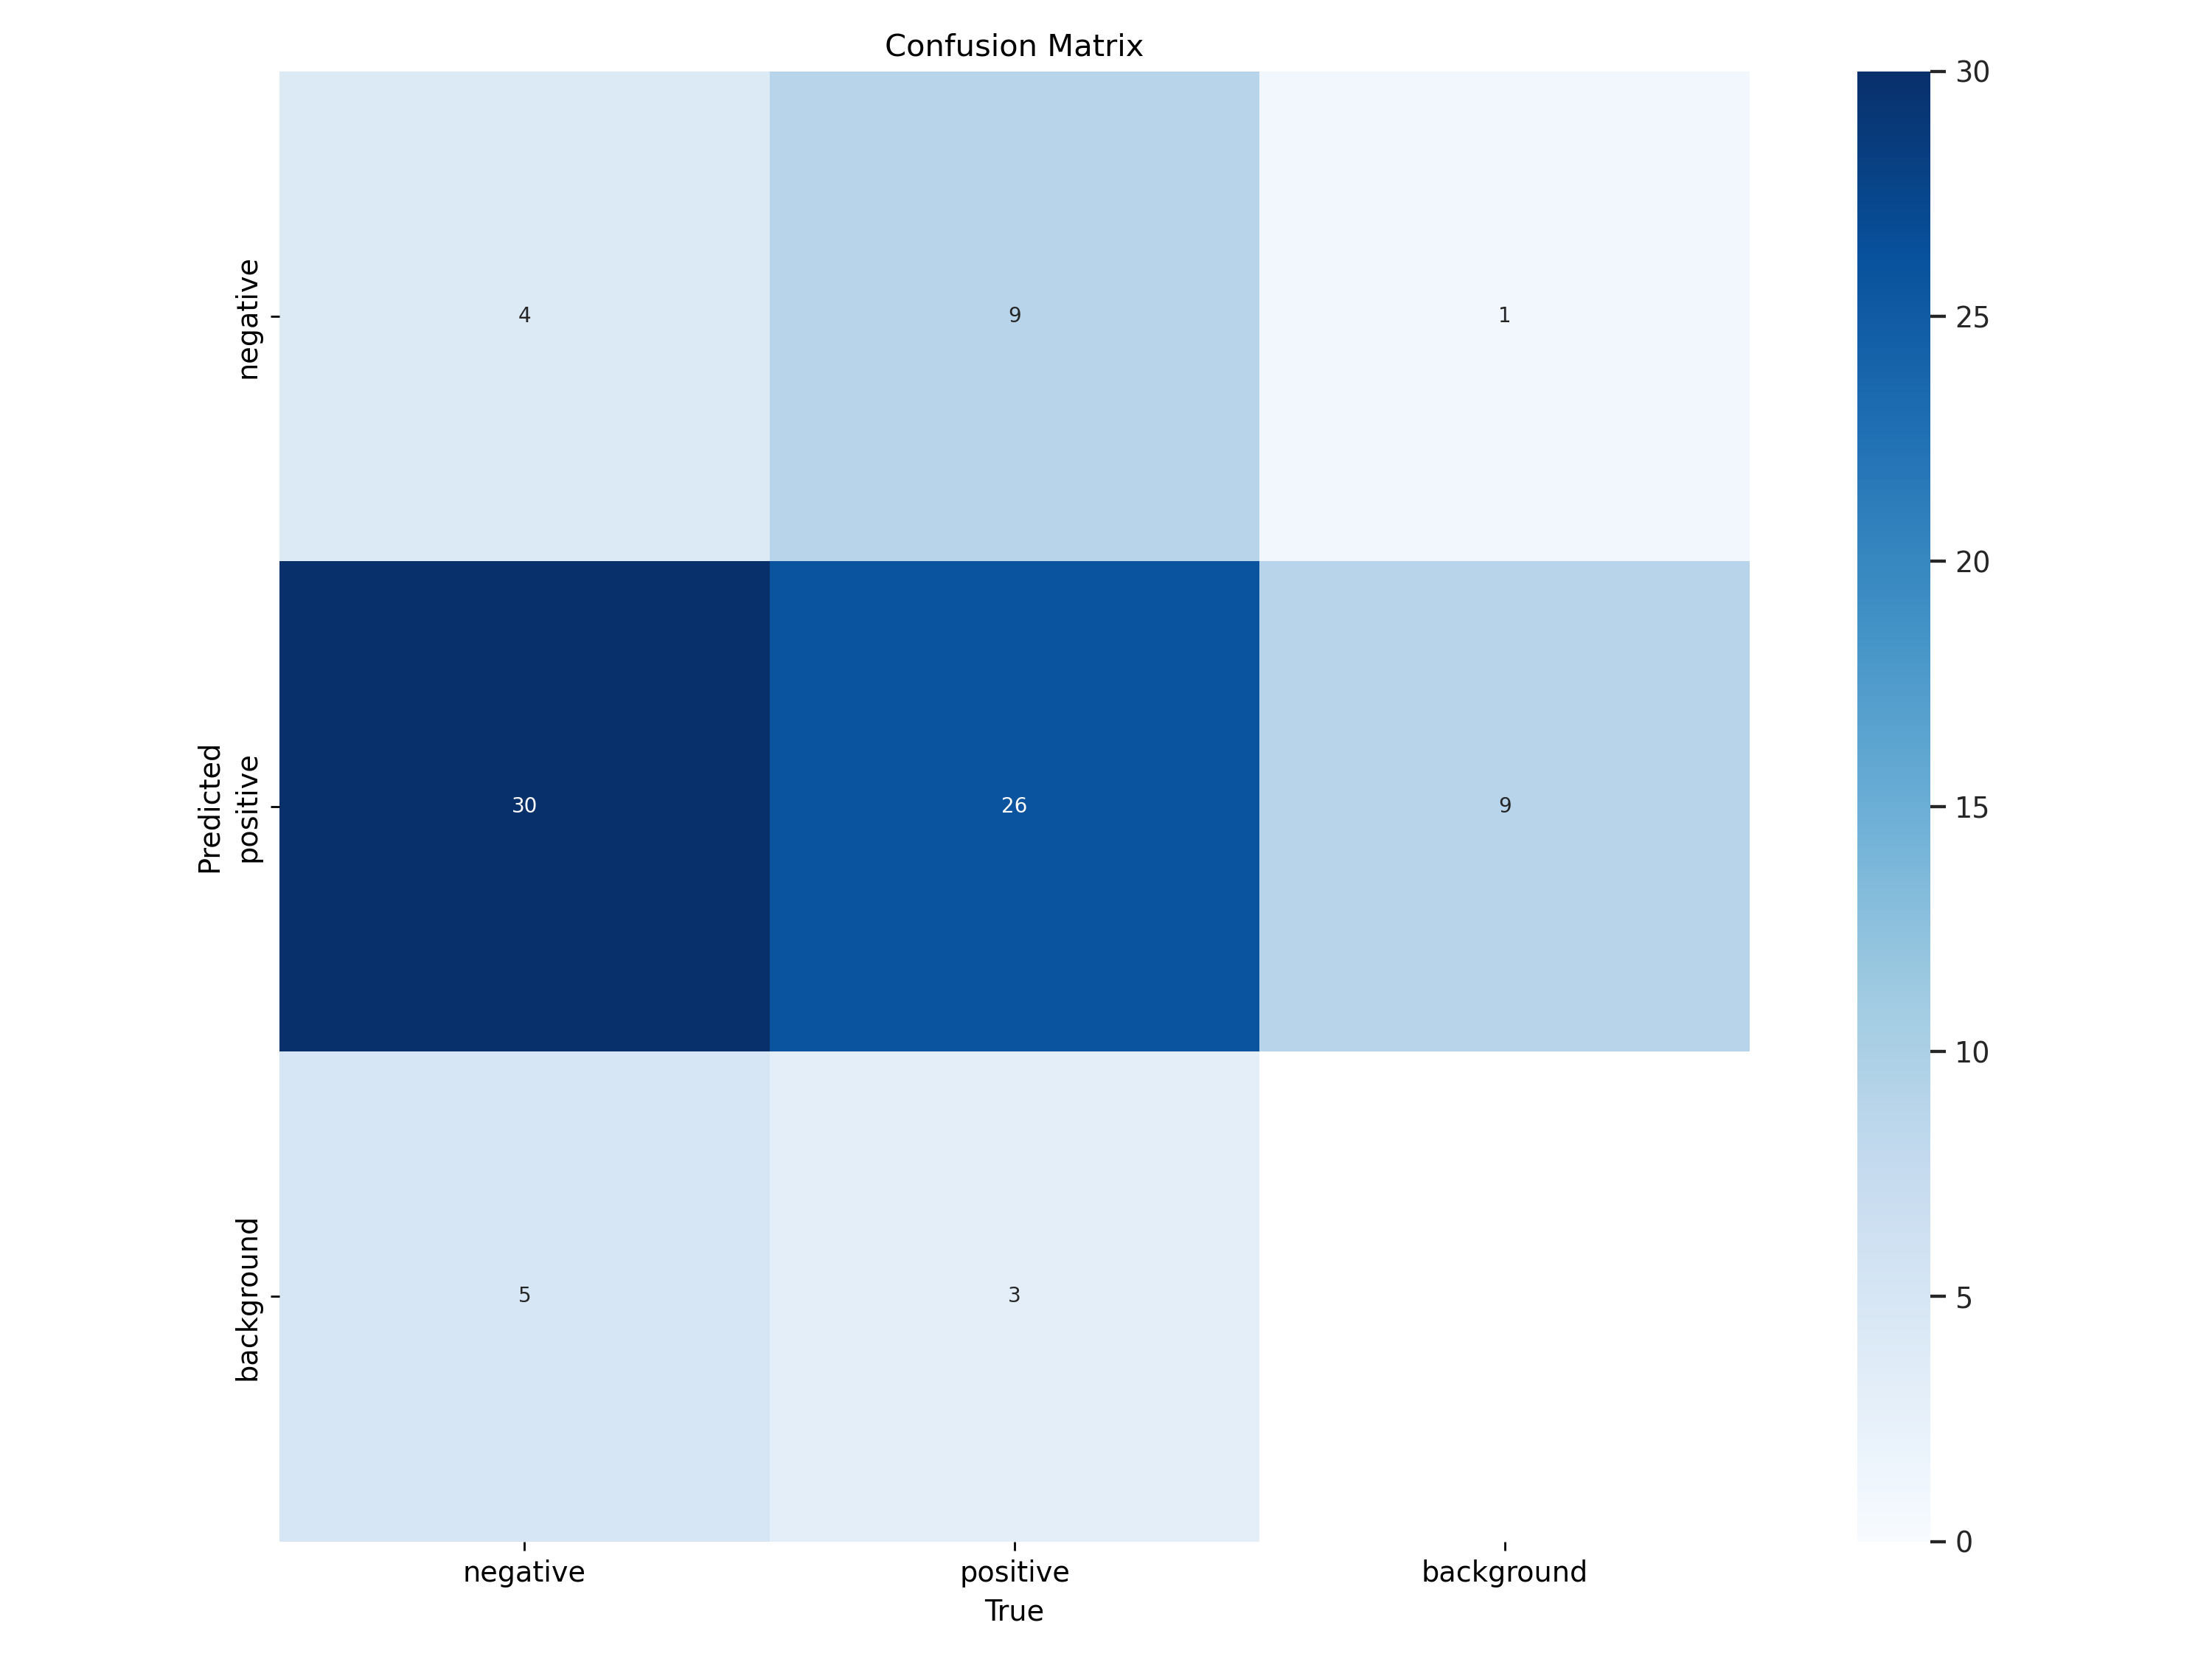 Confusion Matrix
negative
4
9
1
Predicted
positive
30
26
9
background
5
3
negative
positive
background
True
30
25
20
15
10
5
0